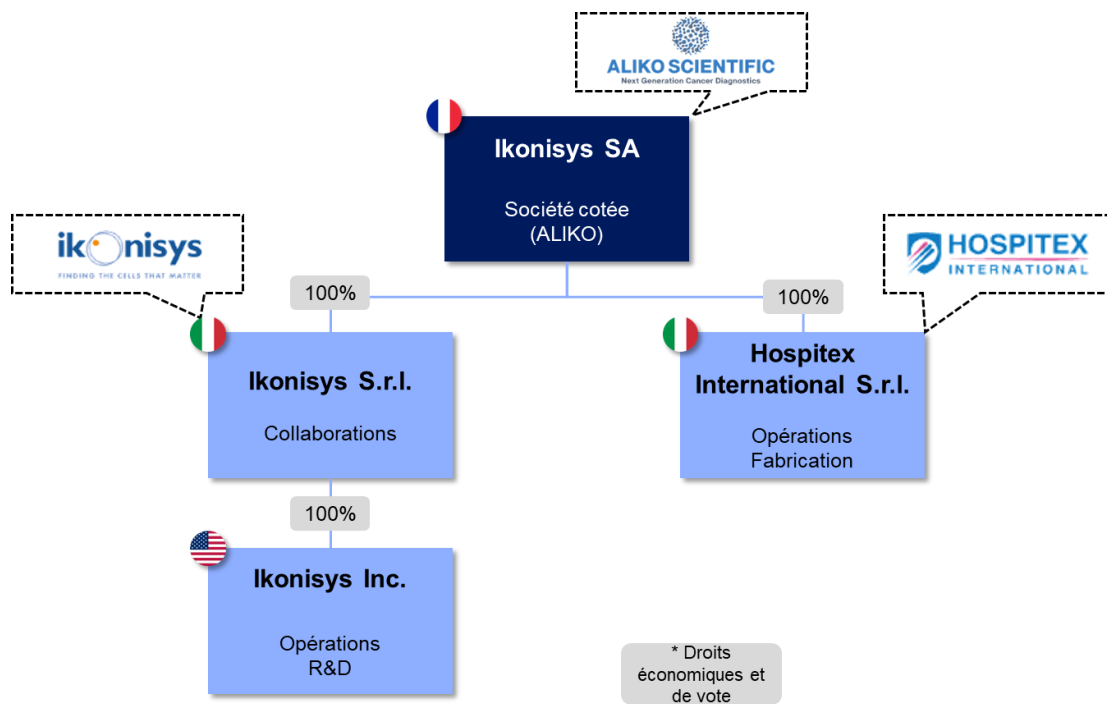 ALIKO SCIENTIFIC
Next Generation Cancer Diagnostics
Ikonisys SA
Société cotée
(ALIKO)
ikonisys
FINDING THE CELLS THAT MATTER
HOSPITEX
INTERNATIONAL
100%
100%
Ikonisys S.r.l.
Collaborations
Hospitex
International S.r.l.
Opérations
Fabrication
100%
Ikonisys Inc.
Opérations
R&D
* Droits
économiques et
de vote